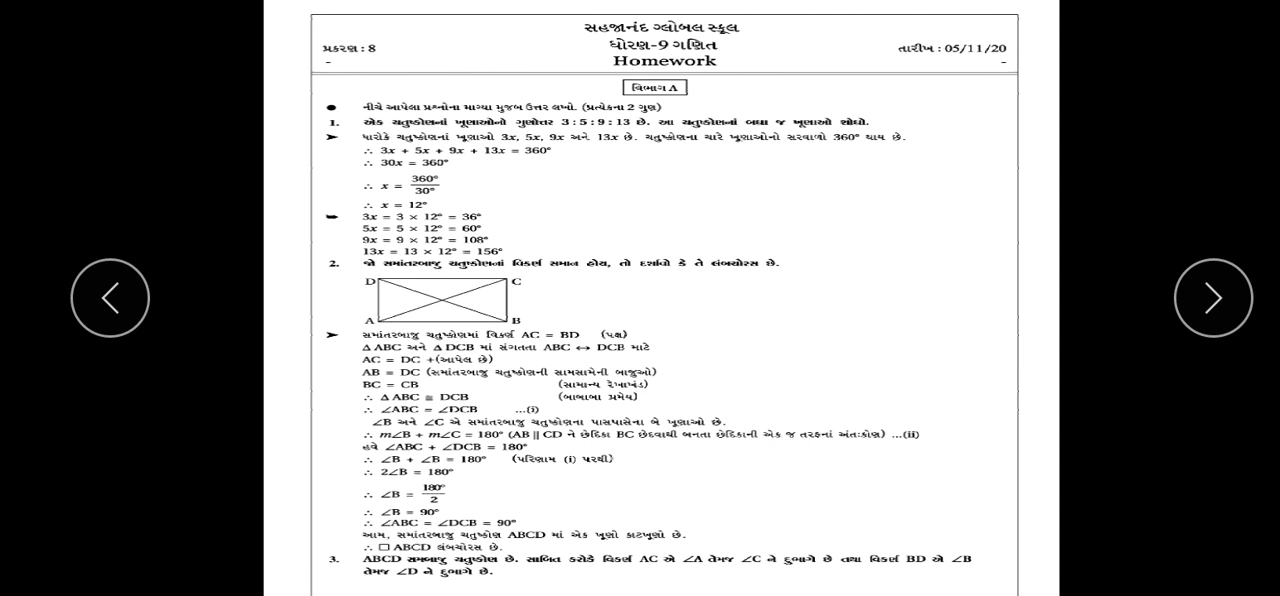 સહજાનંદ ગ્લોબલ સ્કૂલ
પ્રકરણ : 8 ધોરણ-9 ગણિત તારીખ : 05/11/20
- Homework -
વિભાગ A
● નીચે આપેલા પ્રશ્નોના માગ્યા મુજબ ઉત્તર લખો. (પ્રત્યેકના 2 ગુણ)
1. એક ચતુષ્કોણનાં ખૂણાઓનો ગુણોત્તર 3 : 5 : 9 : 13 છે. આ ચતુષ્કોણનાં બધા જ ખૂણાઓ શોધો.
➤ ધારોકે ચતુષ્કોણનાં ખૂણાઓ 3x, 5x, 9x અને 13x છે. ચતુષ્કોણના ચારે ખૂણાઓનો સરવાળો 360° થાય છે.
∴ 3x + 5x + 9x + 13x = 360°
∴ 30x = 360°
∴ x = 360° / 30°
∴ x = 12°
➥ 3x = 3 × 12° = 36°
5x = 5 × 12° = 60°
9x = 9 × 12° = 108°
13x = 13 × 12° = 156°
2. જો સમાંતરબાજુ ચતુષ્કોણનાં વિકર્ણ સમાન હોય, તો દર્શાવો કે તે લંબચોરસ છે.
D C
A B
➤ સમાંતરબાજુ ચતુષ્કોણમાં વિકર્ણ AC = BD (પક્ષ)
Δ ABC અને Δ DCB માં સંગતતા ABC ↔ DCB માટે
AC = DC +(આપેલ છે)
AB = DC (સમાંતરબાજુ ચતુષ્કોણની સામસામેની બાજુઓ)
BC = CB (સામાન્ય રેખાખંડ)
∴ Δ ABC ≅ DCB (બાબાબા પ્રમેય)
∴ ∠ABC = ∠DCB ...(i)
∠B અને ∠C એ સમાંતરબાજુ ચતુષ્કોણના પાસપાસેના બે ખૂણાઓ છે.
∴ m∠B + m∠C = 180° (AB || CD ને છેદિકા BC છેદવાથી બનતા છેદિકાની એક જ તરફનાં અંતઃકોણ) ...(ii)
હવે ∠ABC + ∠DCB = 180°
∴ ∠B + ∠B = 180° (પરિણામ (i) પરથી)
∴ 2∠B = 180°
∴ ∠B = 180° / 2
∴ ∠B = 90°
∴ ∠ABC = ∠DCB = 90°
આમ, સમાંતરબાજુ ચતુષ્કોણ ABCD માં એક ખૂણો કાટખૂણો છે.
∴ □ ABCD લંબચોરસ છે.
3. ABCD સમબાજુ ચતુષ્કોણ છે. સાબિત કરોકે વિકર્ણ AC એ ∠A તેમજ ∠C ને દુભાગે છે તથા વિકર્ણ BD એ ∠B
તેમજ ∠D ને દુભાગે છે.